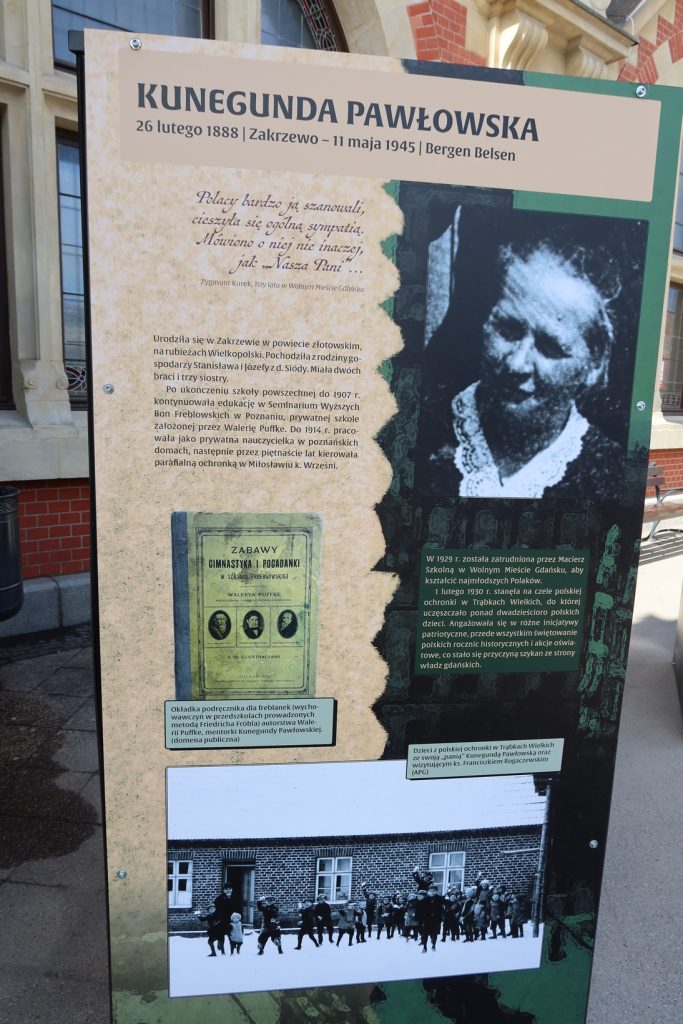 KUNEGUNDA PAWŁOWSKA
26 lutego 1888 | Zakrzewo – 11 maja 1945 | Bergen Belsen
Polacy bardzo ją szanowali,
cieszyła się ogólną sympatią.
Mówiono o niej nie inaczej,
jak „Nasza Pani"...
Zygmunt Kurek, Trzy lata w Wolnym Mieście Gdańsku
Urodziła się w Zakrzewie w powiecie złotowskim,
na rubieżach Wielkopolski. Pochodziła z rodziny go-
spodarzy Stanisława i Józefy z d. Siódy. Miała dwóch
braci i trzy siostry.
Po ukończeniu szkoły powszechnej do 1907 r.
kontynuowała edukację w Seminarium Wyższych
Bon Freblowskich w Poznaniu, prywatnej szkole
założonej przez Walerię Puffke. Do 1914 r. praco-
wała jako prywatna nauczycielka w poznańskich
domach, następnie przez piętnaście lat kierowała
parafialną ochronką w Miłosławiu k. Wrześni.
ZABAWY
GIMNASTYKA I POGADANKI
W SZKÓŁCE FROEBLOWSKIEJ
WALERYA PUFFKE
Okładka podręcznika dla freblanek (wycho-
wawczyń w przedszkolach prowadzonych
metodą Friedricha Fröbla) autorstwa Wale-
rii Puffke, mentorki Kunegundy Pawłowskiej,
(domena publiczna)
W 1929 r. została zatrudniona przez Macierz
Szkolną w Wolnym Mieście Gdańsku, aby
kształcić najmłodszych Polaków.
1 lutego 1930 r. stanęła na czele polskiej
ochronki w Trąbkach Wielkich, do której
uczęszczało ponad dwadzieścioro polskich
dzieci. Angażowała się w różne inicjatywy
patriotyczne, przede wszystkim świętowanie
polskich rocznic historycznych i akcje oświa-
towe, co stało się przyczyną szykan ze strony
władz gdańskich.
Dzieci z polskiej ochronki w Trąbkach Wielkich
ze swoją „panią" Kunegundą Pawłowską oraz
wizytującym ks. Franciszkiem Rogaczewskim
(APG)